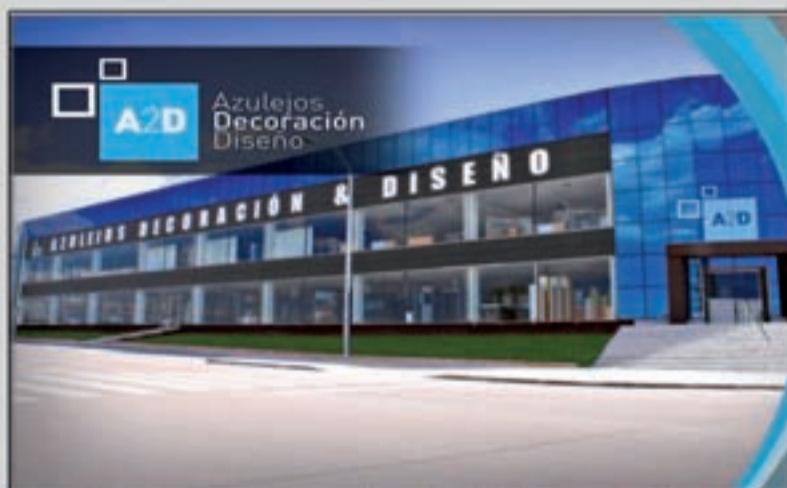 A2D
Azulejos
Decoración
Diseño
AZULEJOS DECORACIÓN & DISEÑO
A2D